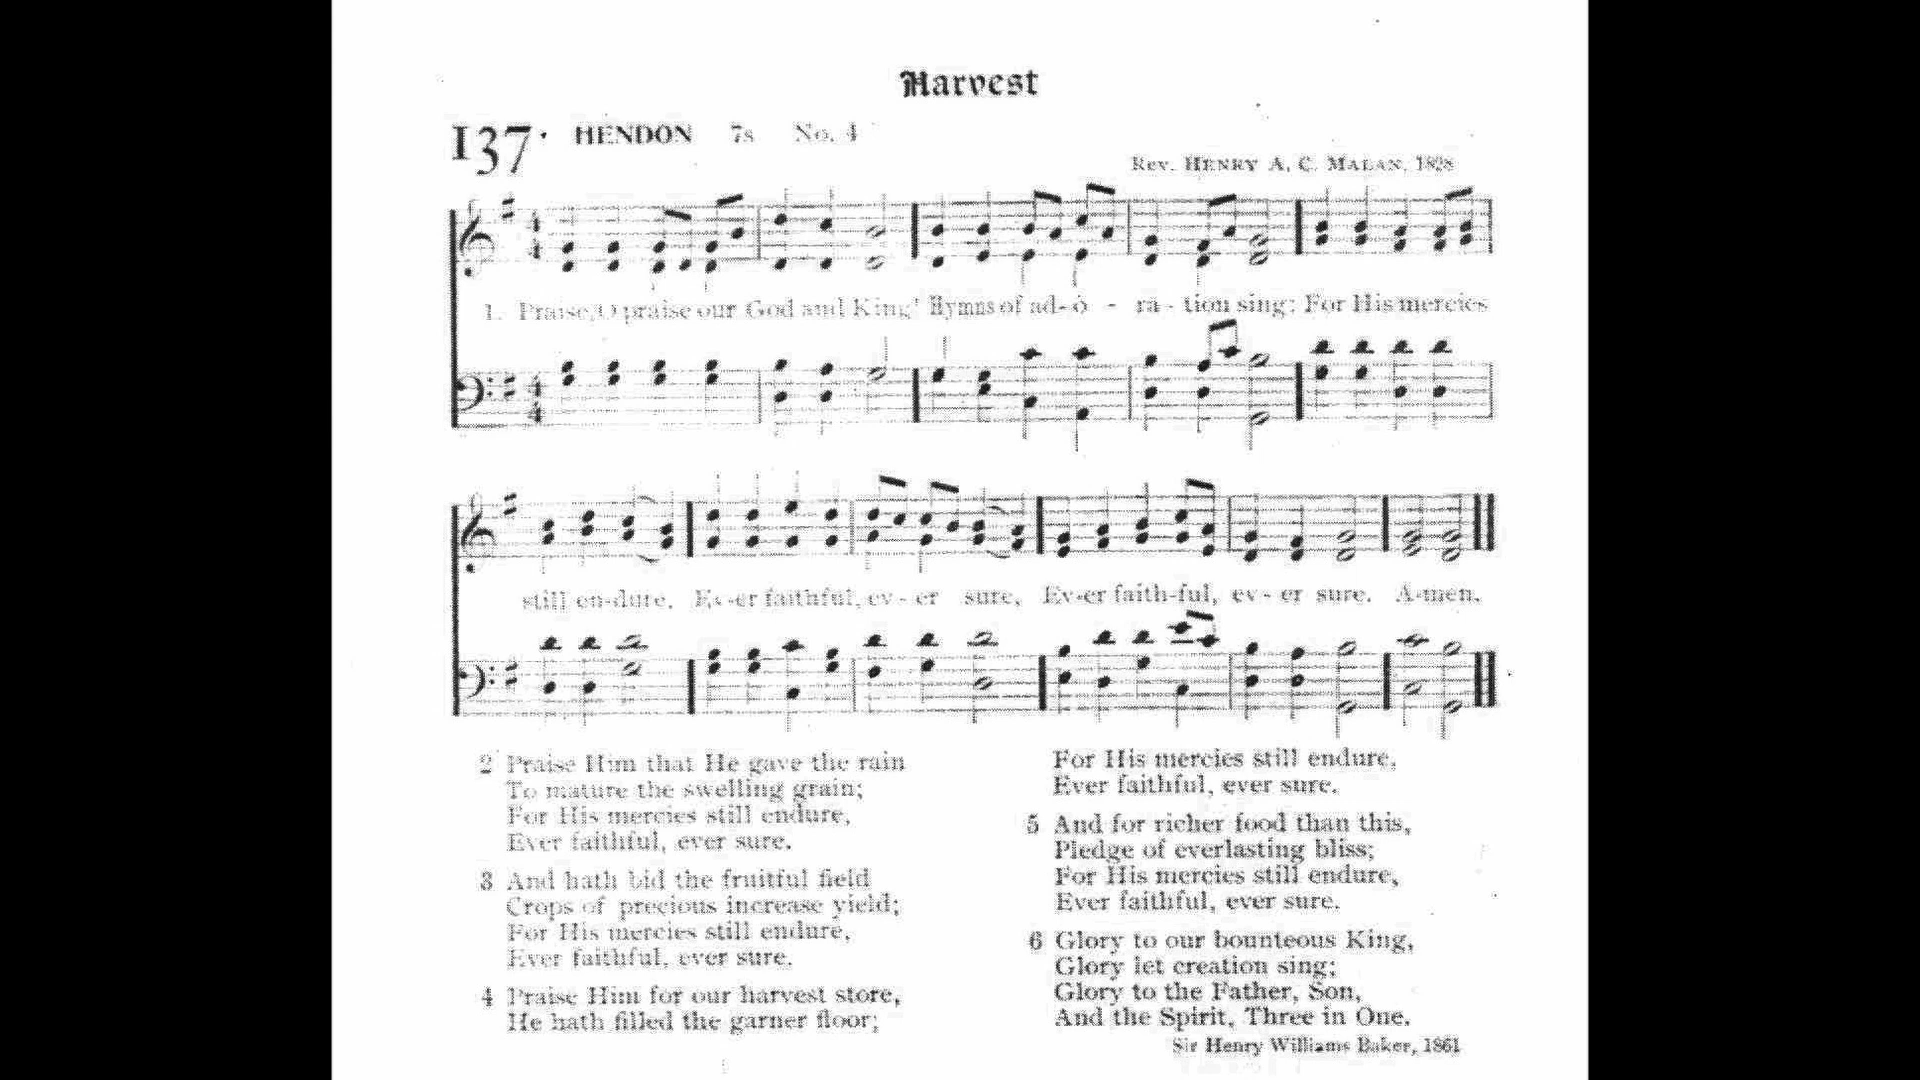 Harvest
137. HENDON 7s No. 4
Rev. HENRY A. C. MALAN, 1828
1. Praise, O praise our God and King! Hymns of ad-o - ra - tion sing: For His mercies
still en-dure, Ev-er faithful, ev - er sure, Ev-er faith-ful, ev - er sure. A-men.
2 Praise Him that He gave the rain
To mature the swelling grain;
For His mercies still endure,
Ever faithful, ever sure.
3 And hath bid the fruitful field
Crops of precious increase yield;
For His mercies still endure,
Ever faithful, ever sure.
4 Praise Him for our harvest store,
He hath filled the garner floor;
For His mercies still endure,
Ever faithful, ever sure.
5 And for richer food than this,
Pledge of everlasting bliss;
For His mercies still endure,
Ever faithful, ever sure.
6 Glory to our bounteous King,
Glory let creation sing;
Glory to the Father, Son,
And the Spirit, Three in One.
Sir Henry Williams Baker, 1861